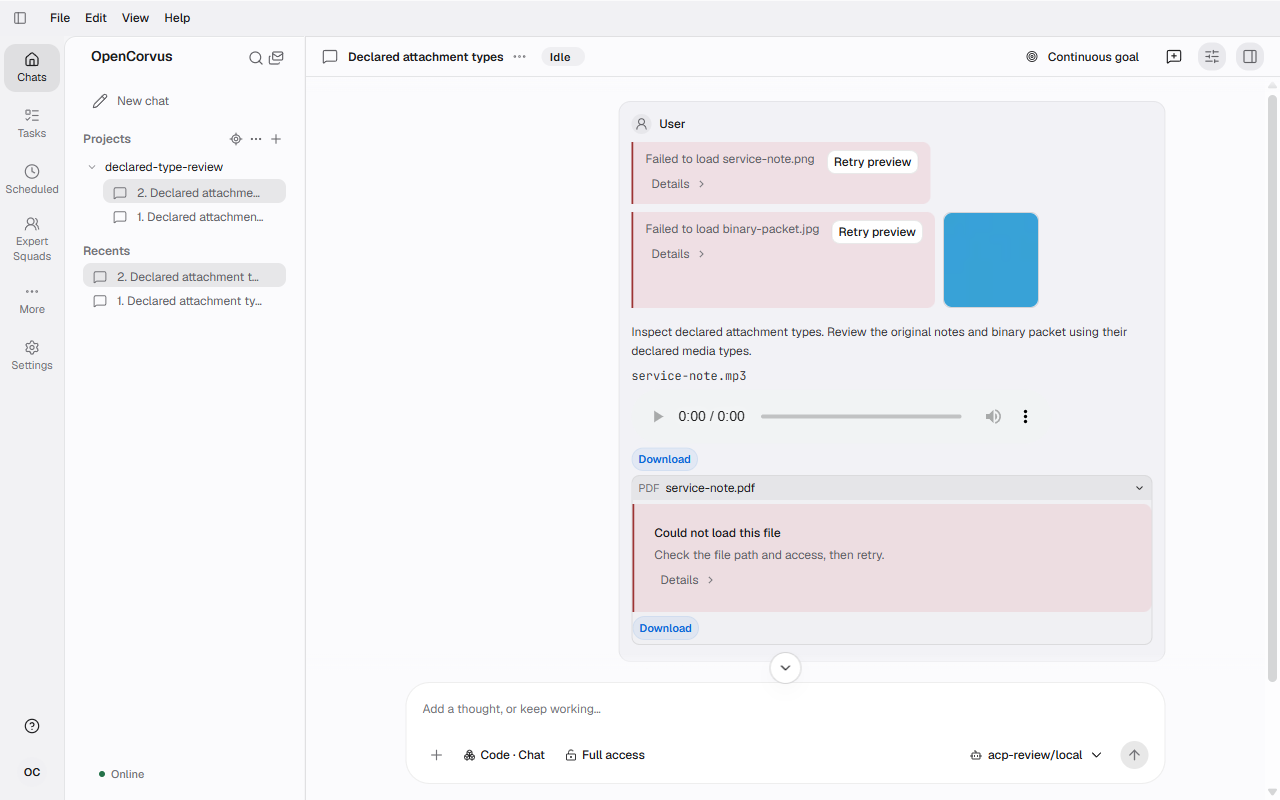 File Edit View Help
Chats
Tasks
Scheduled
Expert
Squads
More
Settings
OC
OpenCorvus
New chat
Projects
declared-type-review
2. Declared attachme...
1. Declared attachmen...
Recents
2. Declared attachment t...
1. Declared attachment ty...
Online
Declared attachment types
Idle
Continuous goal
User
Failed to load service-note.png
Retry preview
Details
Failed to load binary-packet.jpg
Retry preview
Details
Inspect declared attachment types. Review the original notes and binary packet using their
declared media types.
service-note.mp3
0:00 / 0:00
Download
PDF service-note.pdf
Could not load this file
Check the file path and access, then retry.
Details
Download
Add a thought, or keep working...
Code · Chat
Full access
acp-review/local